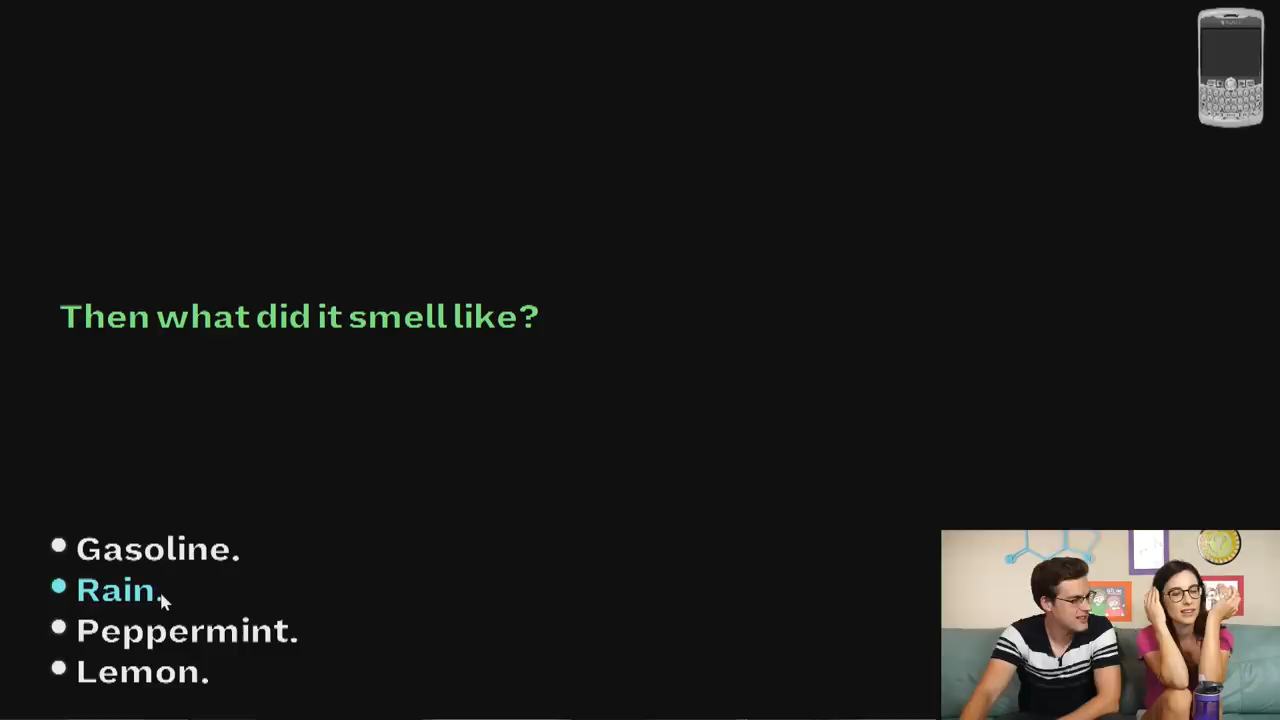 Then what did it smell like?
Gasoline.
Rain.
Peppermint.
Lemon.